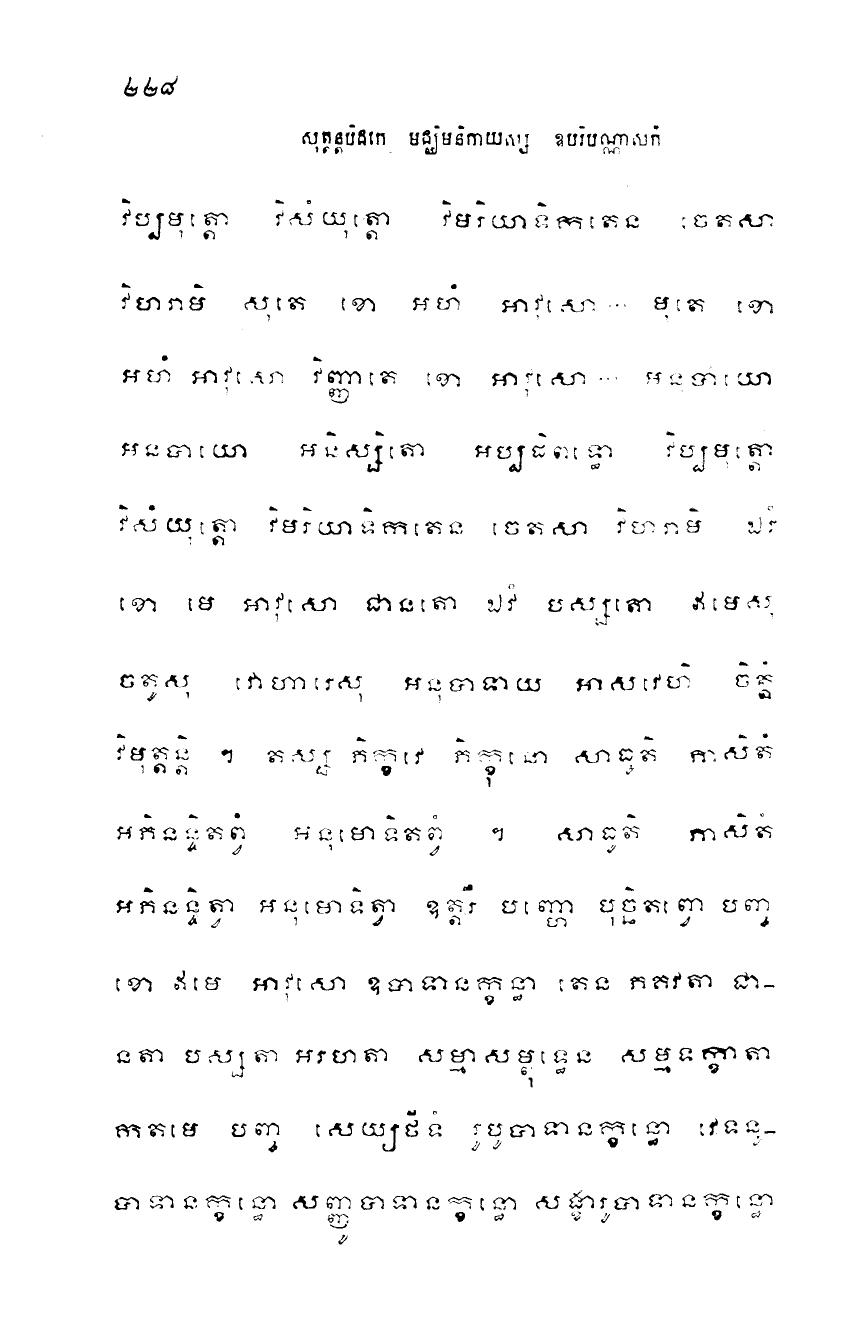 ២២៨
សុត្តន្តបិដកេ មជ្ឈិមនិកាយស្ស ឧបរិបណ្ណាសកំ
វិប្បមុត្តោ វិសំយុត្តោ វិមរិយាទិកតេន ចេតសា
វិហរាមិ សុតេ ខោ អហំ អាវុសោ … មុតេ ខោ
អហំ អាវុសោ វិញ្ញាតេ ខោ អាវុសោ … អនុបាយោ
អនបាយោ អនិស្សិតោ អប្បដិពទ្ធោ វិប្បមុត្តោ
វិសំយុត្តោ វិមរិយាទិកតេន ចេតសា វិហរាមិ ឯវំ
ខោ មេ អាវុសោ ជានតោ ឯវំ បស្សតោ ឥមេសុ
ចតូសុ វោហារេសុ អនុបាទាយ អាសវេហិ ចិត្តំ
វិមុត្តន្តិ ។ តស្ស ភិក្ខវេ ភិក្ខុនោ សាធូតិ ភាសិតំ
អភិនន្ទិតព្វំ អនុមោទិតព្វំ ។ សាធូតិ ភាសិតំ
អភិនន្ទិត្វា អនុមោទិត្វា ឧត្តរឹ បញ្ហោ បុច្ឆិតព្វោ បញ្ច
ខោ ឥមេ អាវុសោ ឧបាទានក្ខន្ធា តេន ភគវតា ជា-
នតា បស្សតា អរហតា សម្មាសម្ពុទ្ធេន សម្មទក្ខាតា
កតមេ បញ្ច សេយ្យថីទំ រូបូបាទានក្ខន្ធោ វេទនូ-
បាទានក្ខន្ធោ សញ្ញូបាទានក្ខន្ធោ សង្ខារូបាទានក្ខន្ធោ